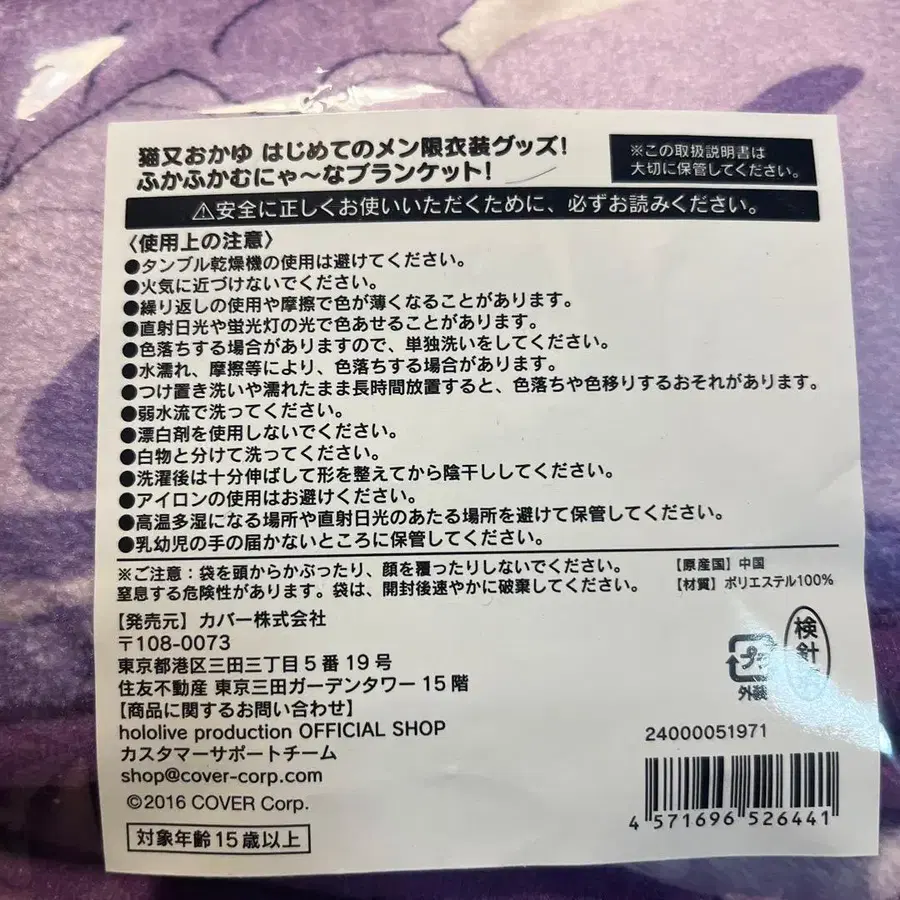 猫又おかゆ はじめてのメン限衣装グッズ!
ふかふかむにゃ～なブランケット!
※この取扱説明書は
大切に保管してください。
⚠安全に正しくお使いいただくために、必ずお読みください。
〈使用上の注意〉
●タンブル乾燥機の使用は避けてください。
●火気に近づけないでください。
●繰り返しの使用や摩擦で色が薄くなることがあります。
●直射日光や蛍光灯の光で色あせることがあります。
●色落ちする場合がありますので、単独洗いをしてください。
●水濡れ、摩擦等により、色落ちする場合があります。
●つけ置き洗いや濡れたまま長時間放置すると、色落ちや色移りするおそれがあります。
●弱水流で洗ってください。
●漂白剤を使用しないでください。
●白物と分けて洗ってください。
●洗濯後は十分伸ばして形を整えてから陰干ししてください。
●アイロンの使用はお避けください。
●高温多湿になる場所や直射日光のあたる場所を避けて保管してください。
●乳幼児の手の届かないところに保管してください。
※ご注意:袋を頭からかぶったり、顔を覆ったりしないでください。
窒息する危険性があります。袋は、開封後速やかに破棄してください。
【原産国】中国
【材質】ポリエステル100%
【発売元】カバー株式会社
〒108-0073
東京都港区三田三丁目5番19号
住友不動産 東京三田ガーデンタワー 15階
【商品に関するお問い合わせ】
hololive production OFFICIAL SHOP
カスタマーサポートチーム
shop@cover-corp.com
©2016 COVER Corp.
対象年齢15歳以上
プラ
外装
検針
24000051971
4 571696 526441